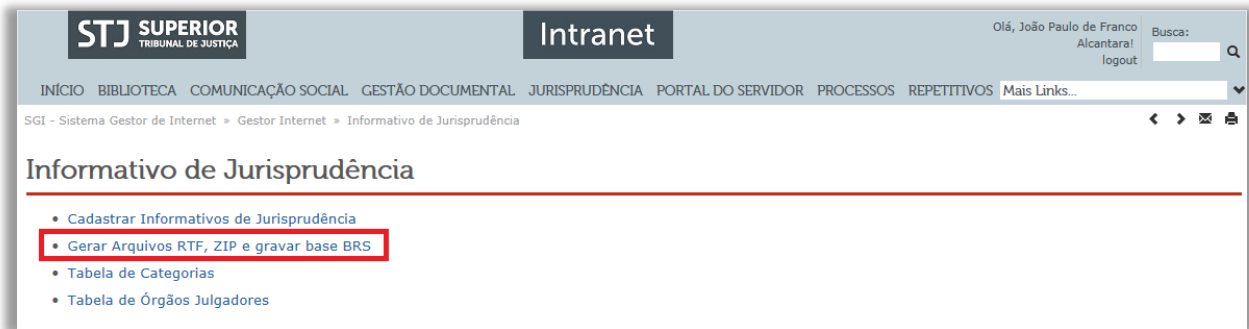 STJ SUPERIOR
TRIBUNAL DE JUSTIÇA
Intranet
Olá, João Paulo de Franco
Alcantara!
logout
Busca:
INÍCIO BIBLIOTECA COMUNICAÇÃO SOCIAL GESTÃO DOCUMENTAL JURISPRUDÊNCIA PORTAL DO SERVIDOR PROCESSOS REPETITIVOS Mais Links...
SGI - Sistema Gestor de Internet » Gestor Internet » Informativo de Jurisprudência
Informativo de Jurisprudência
• Cadastrar Informativos de Jurisprudência
• Gerar Arquivos RTF, ZIP e gravar base BRS
• Tabela de Categorias
• Tabela de Órgãos Julgadores